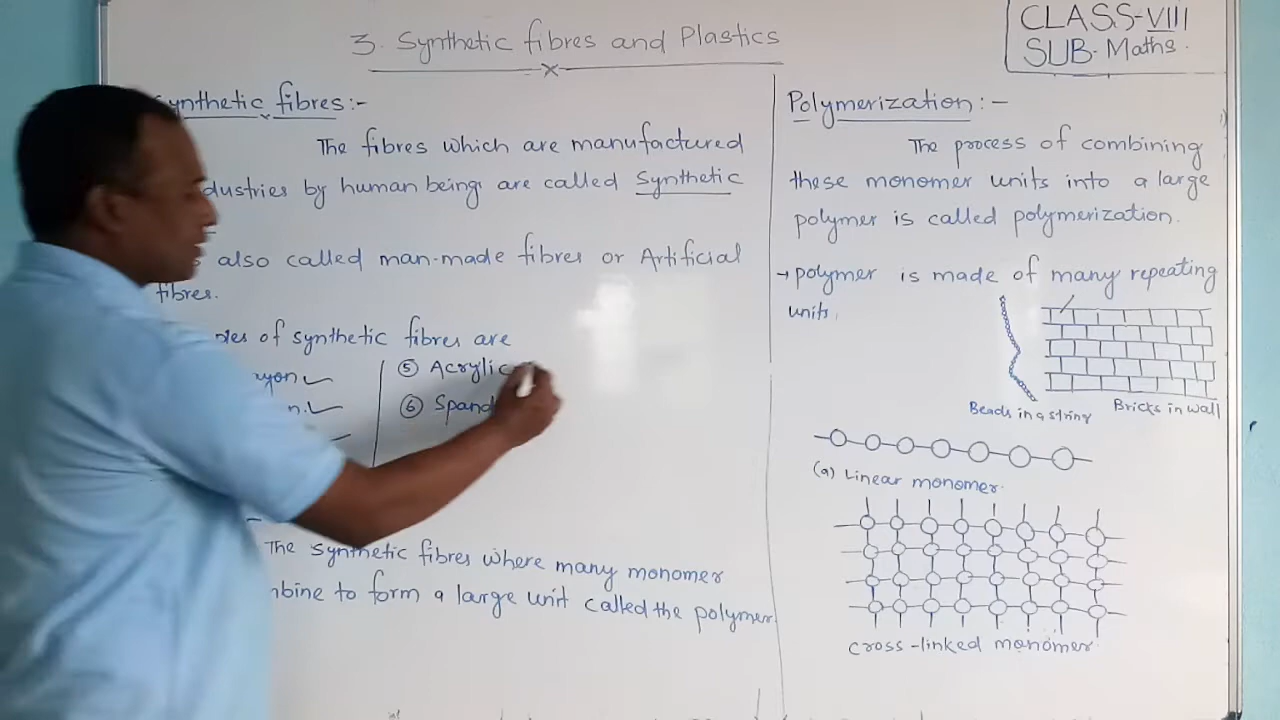 3. Synthetic fibres and Plastics
CLASS-VIII
SUB- Maths.
ynthetic fibres:-
The fibres which are manufactured
dustries by human beings are called Synthetic
also called man-made fibres or Artificial
fibres.
of synthetic fibres are
yon
n.
⑤ Acrylic
⑥ Spand
The synthetic fibres where many monomer
mbine to form a large unit called the polymer
Polymerization:-
The process of combining
these monomer units into a large
polymer is called polymerization.
→ polymer is made of many repeating
units.
Beads in a string
Bricks in wall
(a) Linear monomer.
cross-linked monomer.